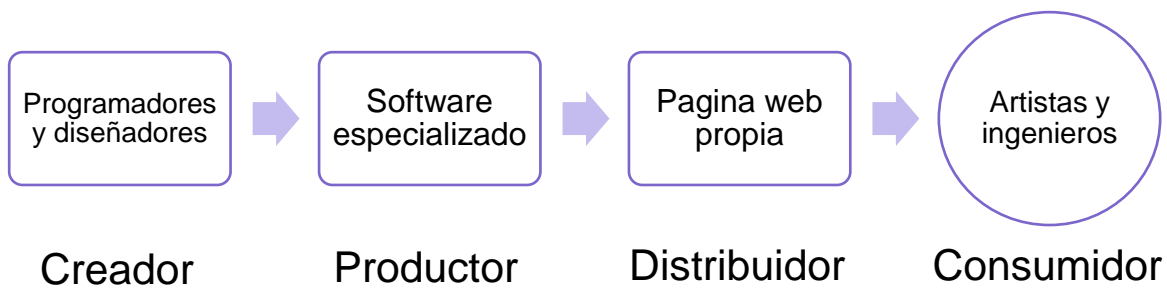 Programadores
y diseñadores
Software
especializado
Pagina web
propia
Artistas y
ingenieros
Creador
Productor
Distribuidor
Consumidor